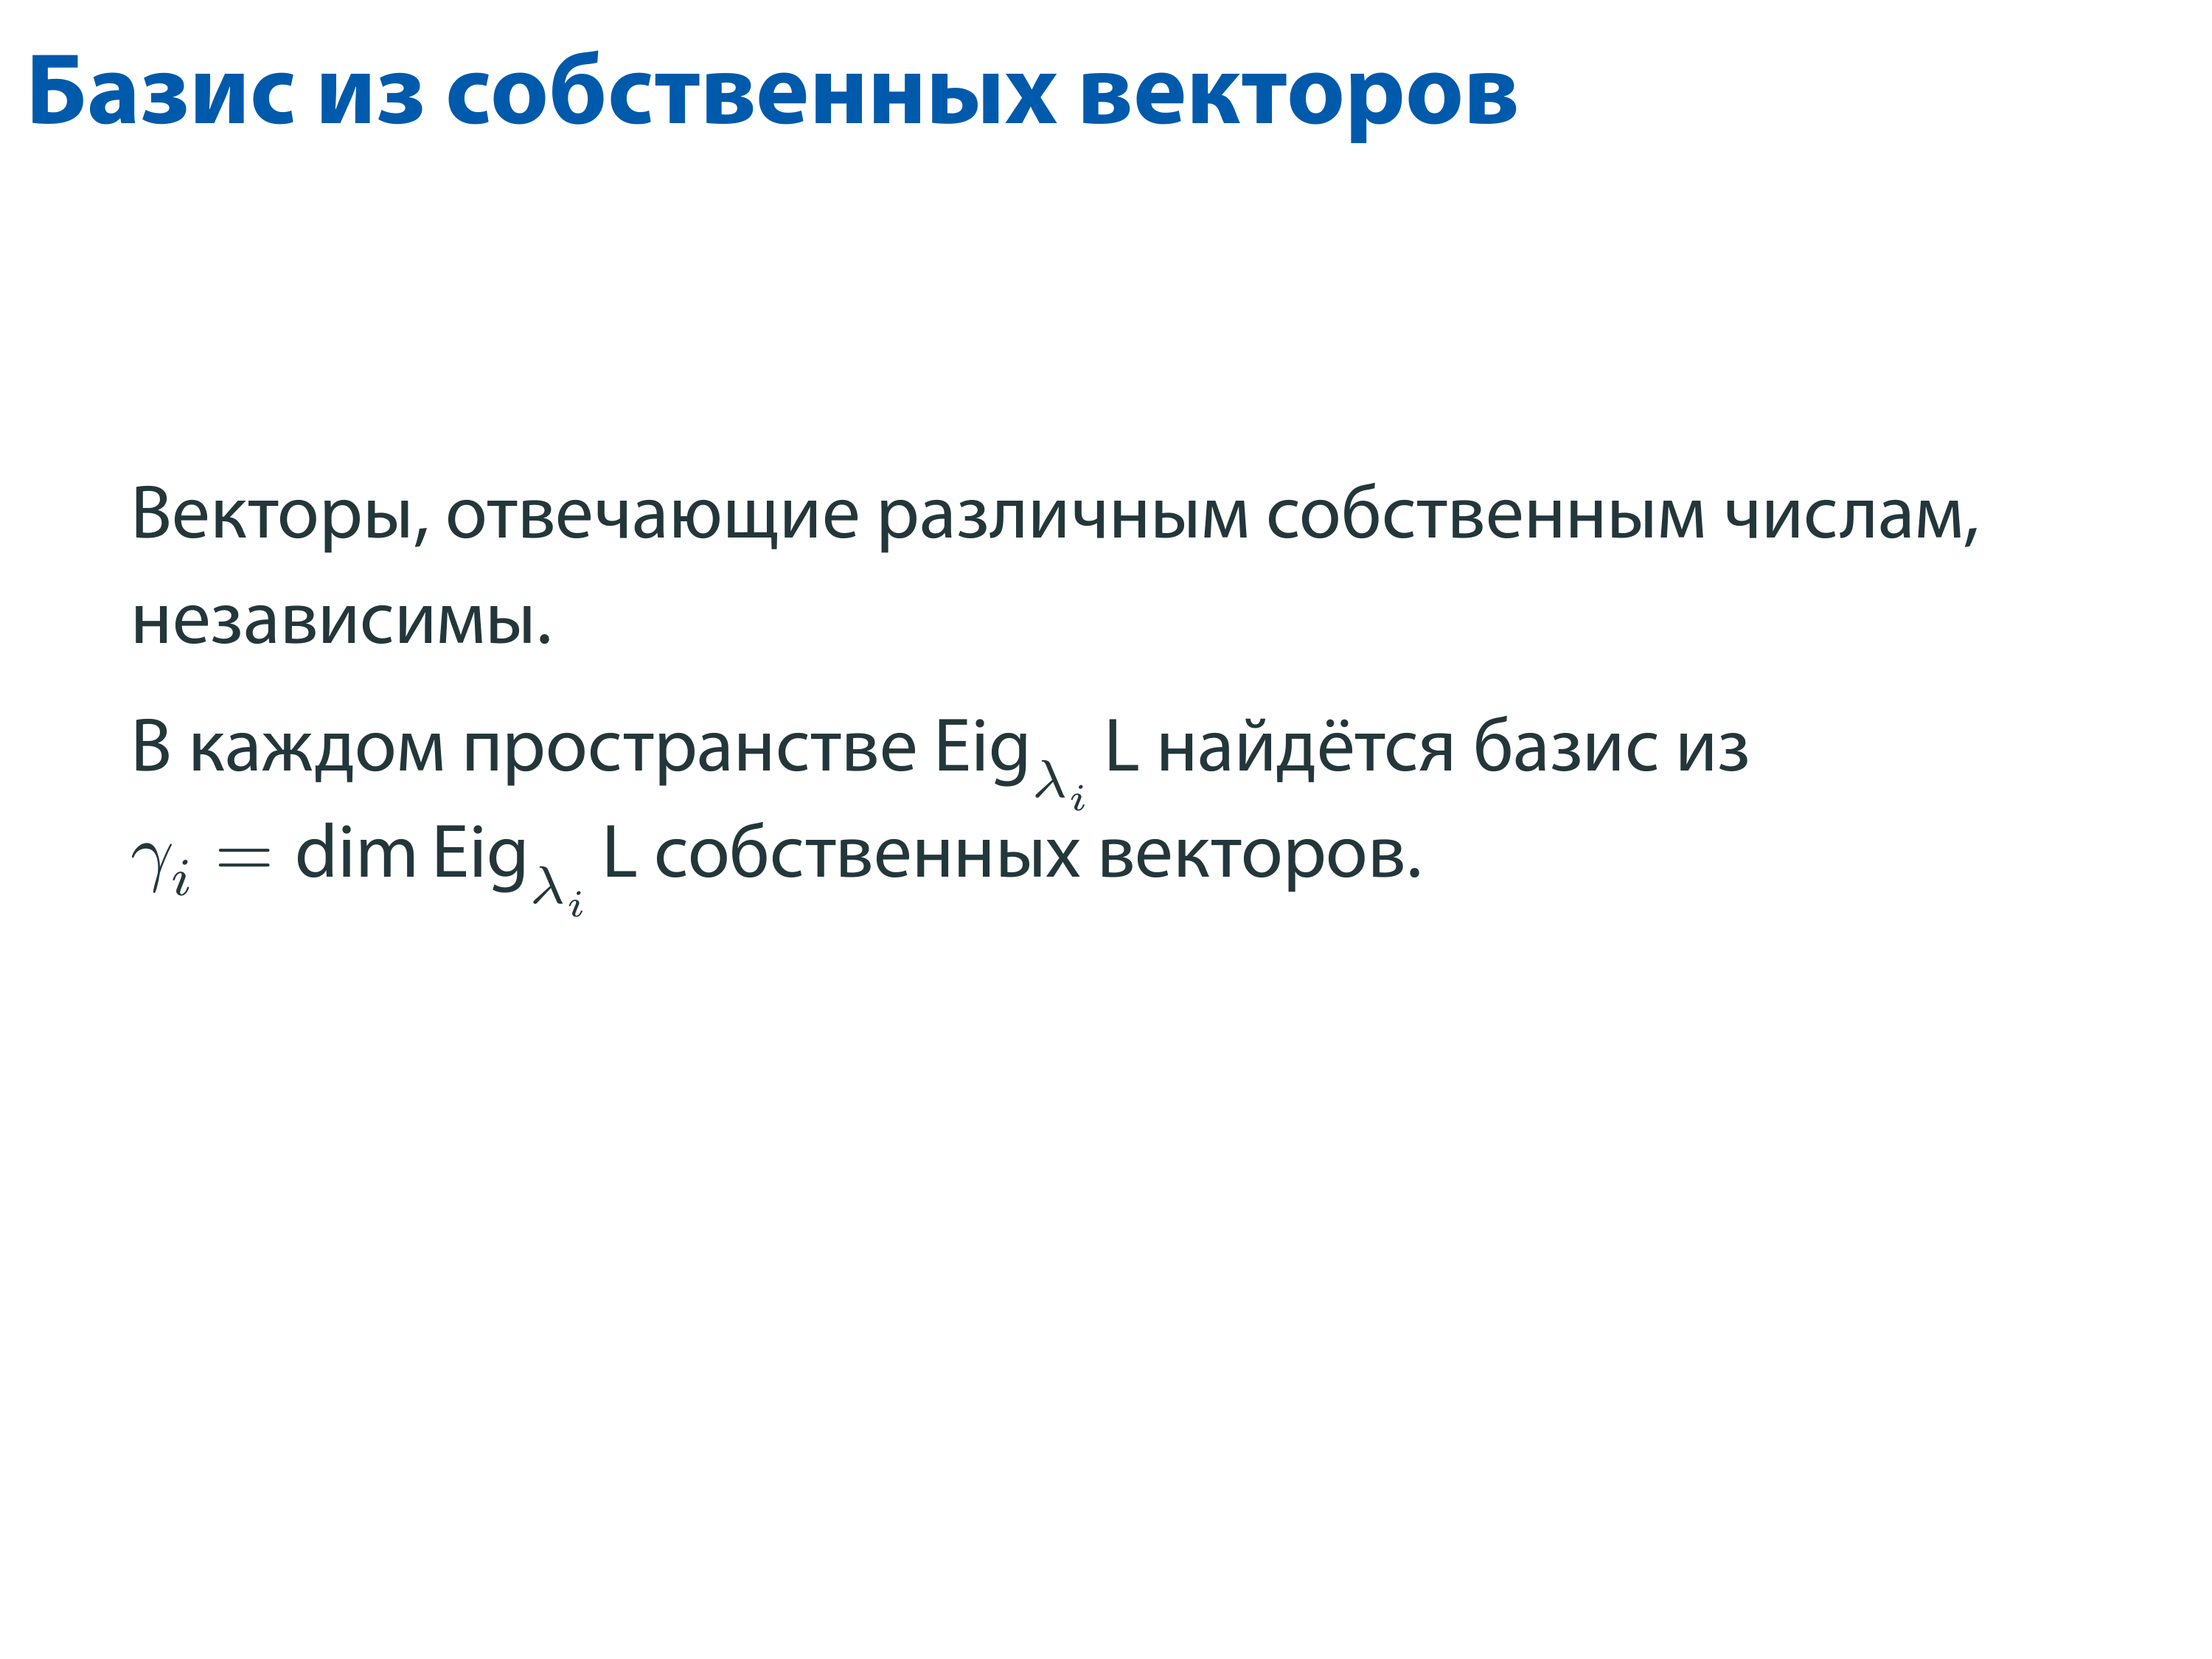 Базис из собственных векторов
Векторы, отвечающие различным собственным числам,
независимы.
В каждом пространстве Eig_{λ_i} L найдётся базис из
γ_i = dim Eig_{λ_i} L собственных векторов.